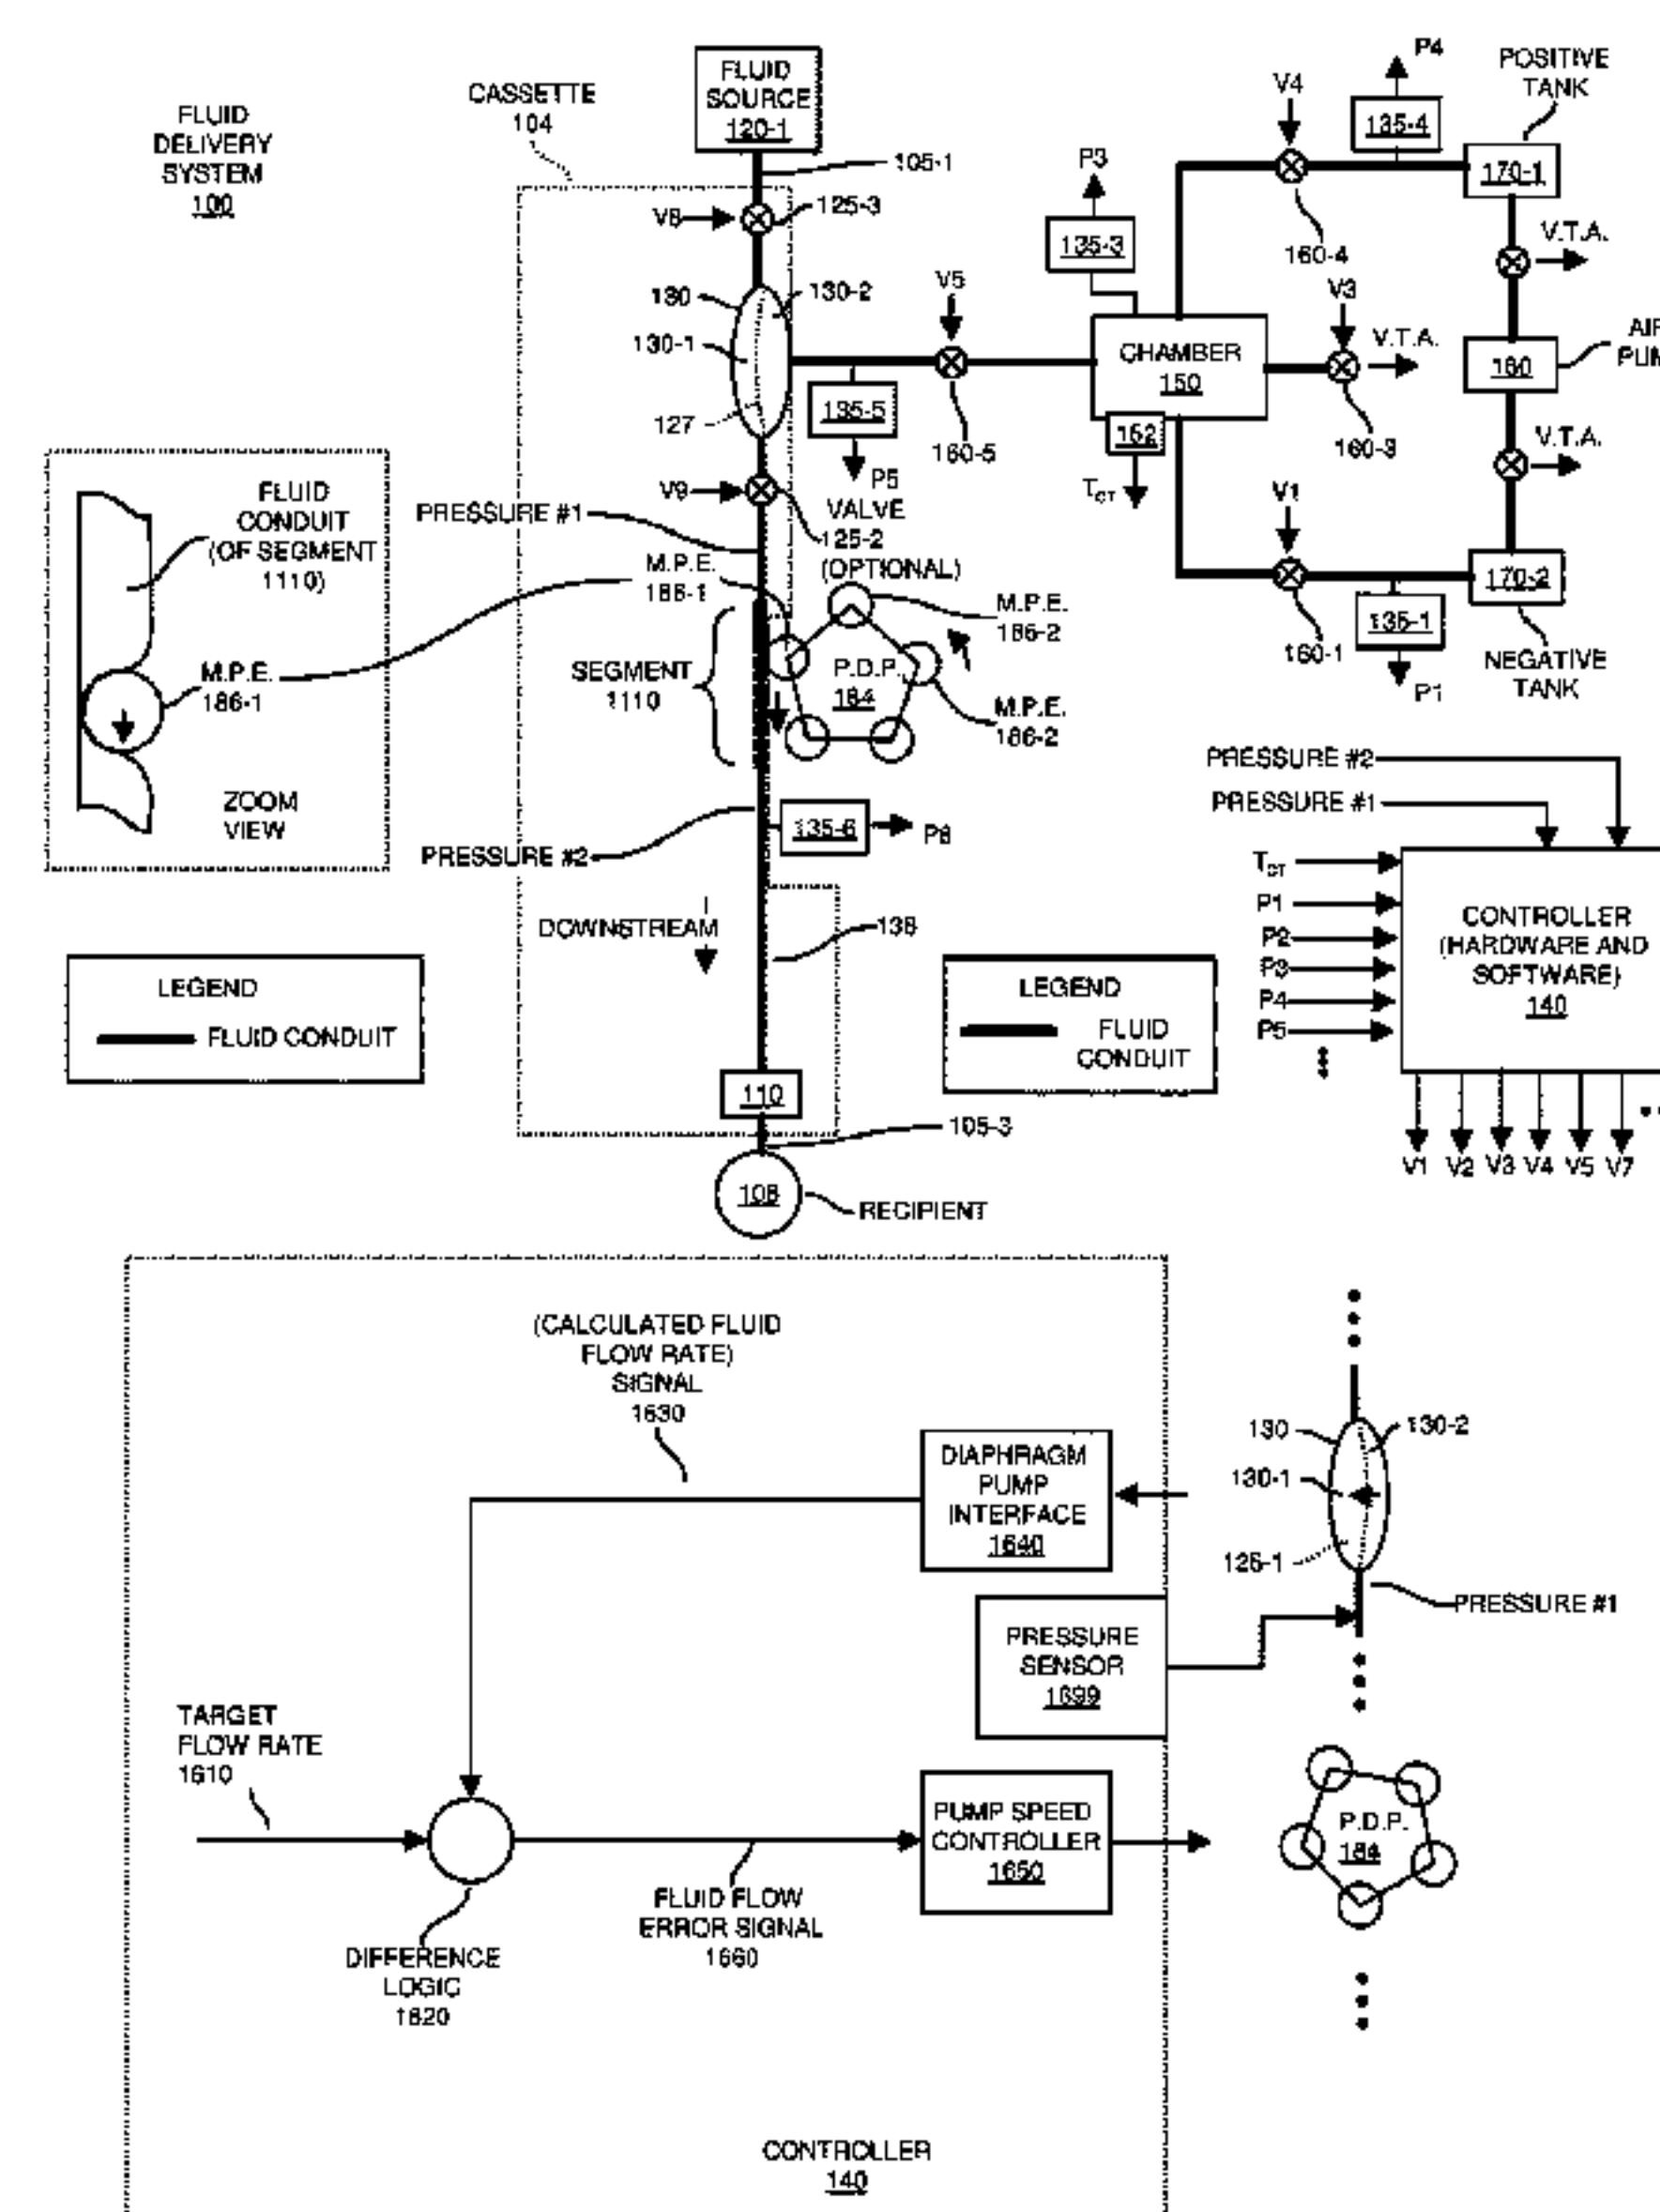 FLUID
DELIVERY
SYSTEM
100
CASSETTE
104
FLUID
SOURCE
120-1
105-1
V8
125-3
130
130-2
130-1
127
V5
135-5
P5
160-5
V9
VALVE
125-2
(OPTIONAL)
PRESSURE #1
P3
135-3
CHAMBER
150
152
V4
P4
135-4
160-4
POSITIVE
TANK
170-1
V.T.A.
V3
V.T.A.
160-3
160
V.T.A.
V1
160-1
135-1
P1
170-2
NEGATIVE
TANK
FLUID
CONDUIT
(OF SEGMENT
1110)
M.P.E.
186-1
ZOOM
VIEW
M.P.E.
186-1
SEGMENT
1110
M.P.E.
186-2
P.D.P.
184
M.P.E.
186-2
135-6
P6
PRESSURE #2
DOWNSTREAM
138
LEGEND
FLUID CONDUIT
LEGEND
FLUID
CONDUIT
110
105-3
108
RECIPIENT
PRESSURE #2
PRESSURE #1
P1
P2
P3
P4
P5
CONTROLLER
(HARDWARE AND
SOFTWARE)
140
V1 V2 V3 V4 V5 V7
(CALCULATED FLUID
FLOW RATE)
SIGNAL
1630
DIAPHRAGM
PUMP
INTERFACE
1640
130
130-2
130-1
PRESSURE #1
PRESSURE
SENSOR
1699
TARGET
FLOW RATE
1610
PUMP SPEED
CONTROLLER
1650
P.D.P.
184
FLUID FLOW
ERROR SIGNAL
1660
DIFFERENCE
LOGIC
1620
CONTROLLER
140